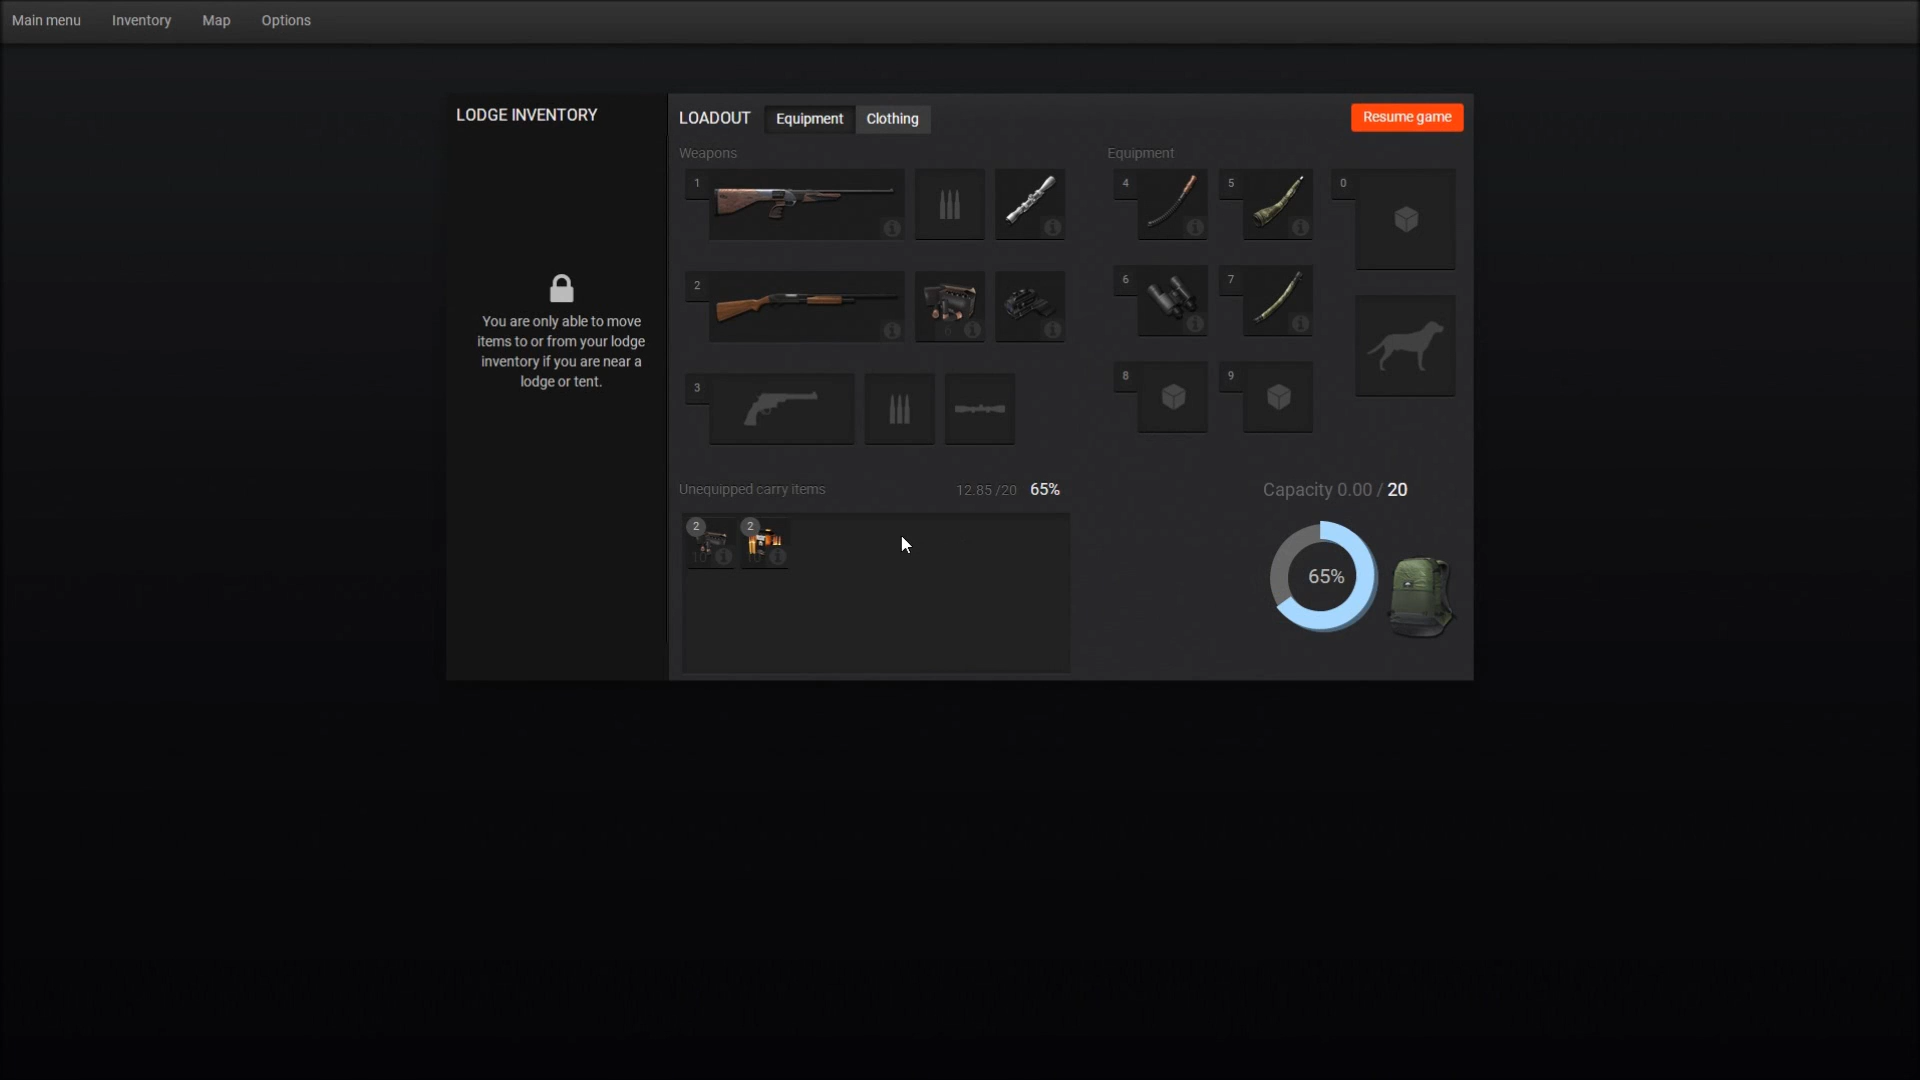 Main menu
Inventory
Map
Options
LODGE INVENTORY
You are only able to move
items to or from your lodge
inventory if you are near a
lodge or tent.
LOADOUT
Equipment
Clothing
Resume game
Weapons
Equipment
1
2
6
3
4
5
0
6
7
8
9
Unequipped carry items
12.85 /20
65%
2
10
2
10
Capacity 0.00 / 20
65%